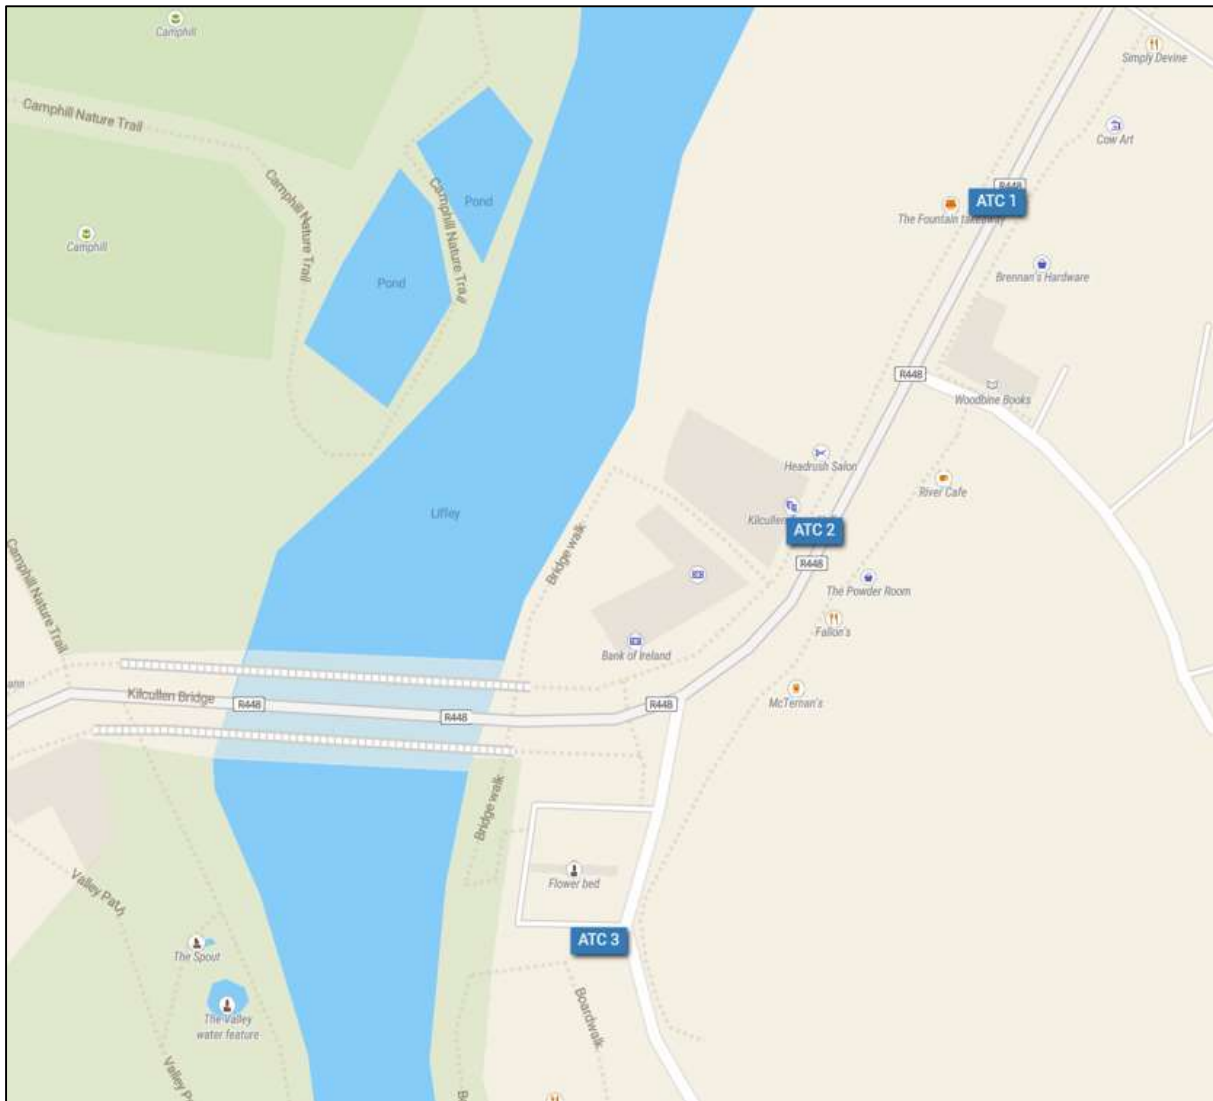 Camphill
Simply Devine
Camphill Nature Trail
Cow Art
Camphill Nature Trail
Camphill Nature Trail
Pond
R448
ATC 1
The Fountain takeaway
Camphill
Brennan's Hardware
Pond
R448
Woodbine Books
Headrush Salon
River Cafe
Liffey
Kilcullen
ATC 2
Bridge walk
R448
The Powder Room
Camphill Nature Trail
Fallon's
Bank of Ireland
Kilcullen Bridge
R448
R448
R448
McTernan's
Bridge walk
Flower bed
Valley Path
ATC 3
The Spout
Boardwalk
The Valley
water feature